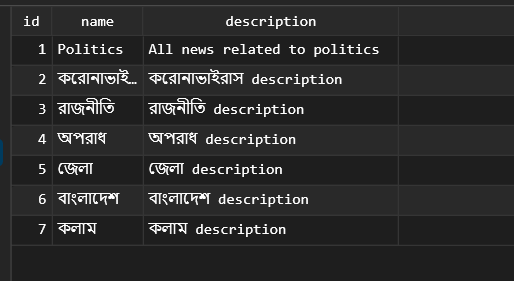 id name description
1 Politics All news related to politics
2 করোনাভাই… করোনাভাইরাস description
3 রাজনীতি রাজনীতি description
4 অপরাধ অপরাধ description
5 জেলা জেলা description
6 বাংলাদেশ বাংলাদেশ description
7 কলাম কলাম description